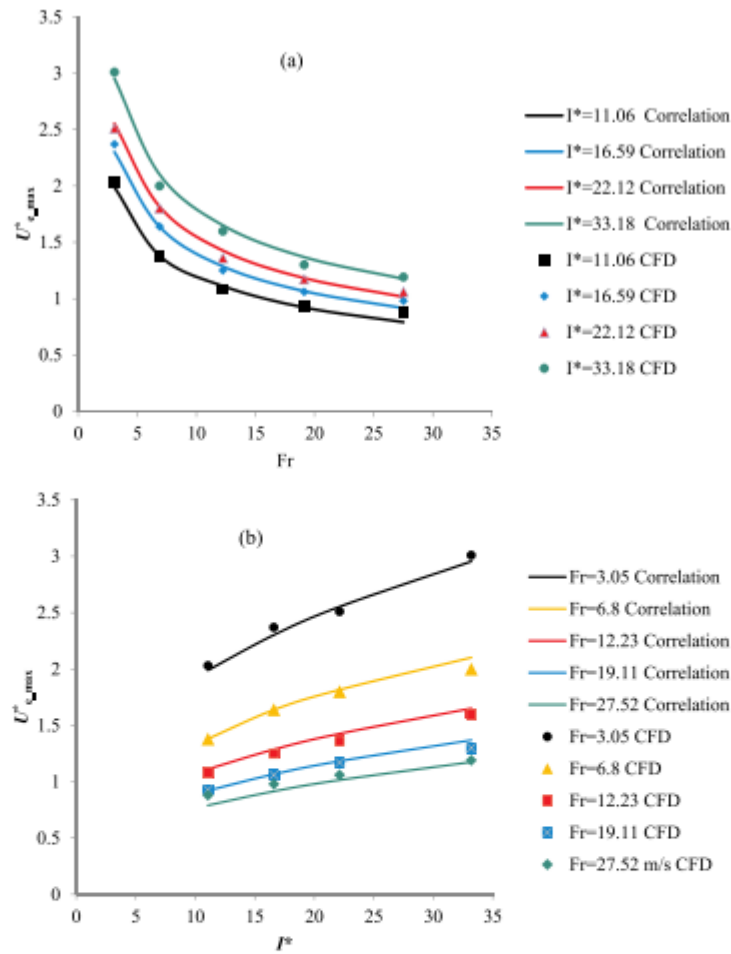 3.5
(a)
3
2.5
2
1.5
1
0.5
0
0 5 10 15 20 25 30 35
U*c_max
Fr
I*=11.06 Correlation
I*=16.59 Correlation
I*=22.12 Correlation
I*=33.18 Correlation
I*=11.06 CFD
I*=16.59 CFD
I*=22.12 CFD
I*=33.18 CFD
3.5
(b)
3
2.5
2
1.5
1
0.5
0
0 5 10 15 20 25 30 35
U*c_max
I*
Fr=3.05 Correlation
Fr=6.8 Correlation
Fr=12.23 Correlation
Fr=19.11 Correlation
Fr=27.52 Correlation
Fr=3.05 CFD
Fr=6.8 CFD
Fr=12.23 CFD
Fr=19.11 CFD
Fr=27.52 m/s CFD